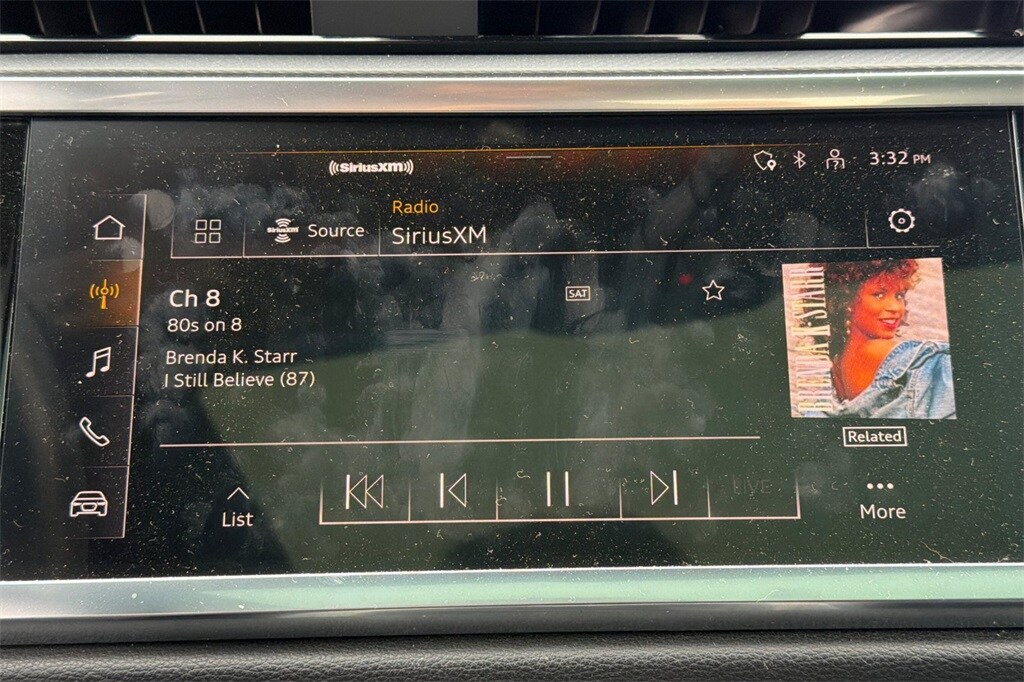 SiriusXM
3:32 PM
SiriusXM
Source
Radio
SiriusXM
Ch 8
80s on 8
SAT
Brenda K. Starr
I Still Believe (87)
BRENDA K STARR
Related
List
LIVE
More